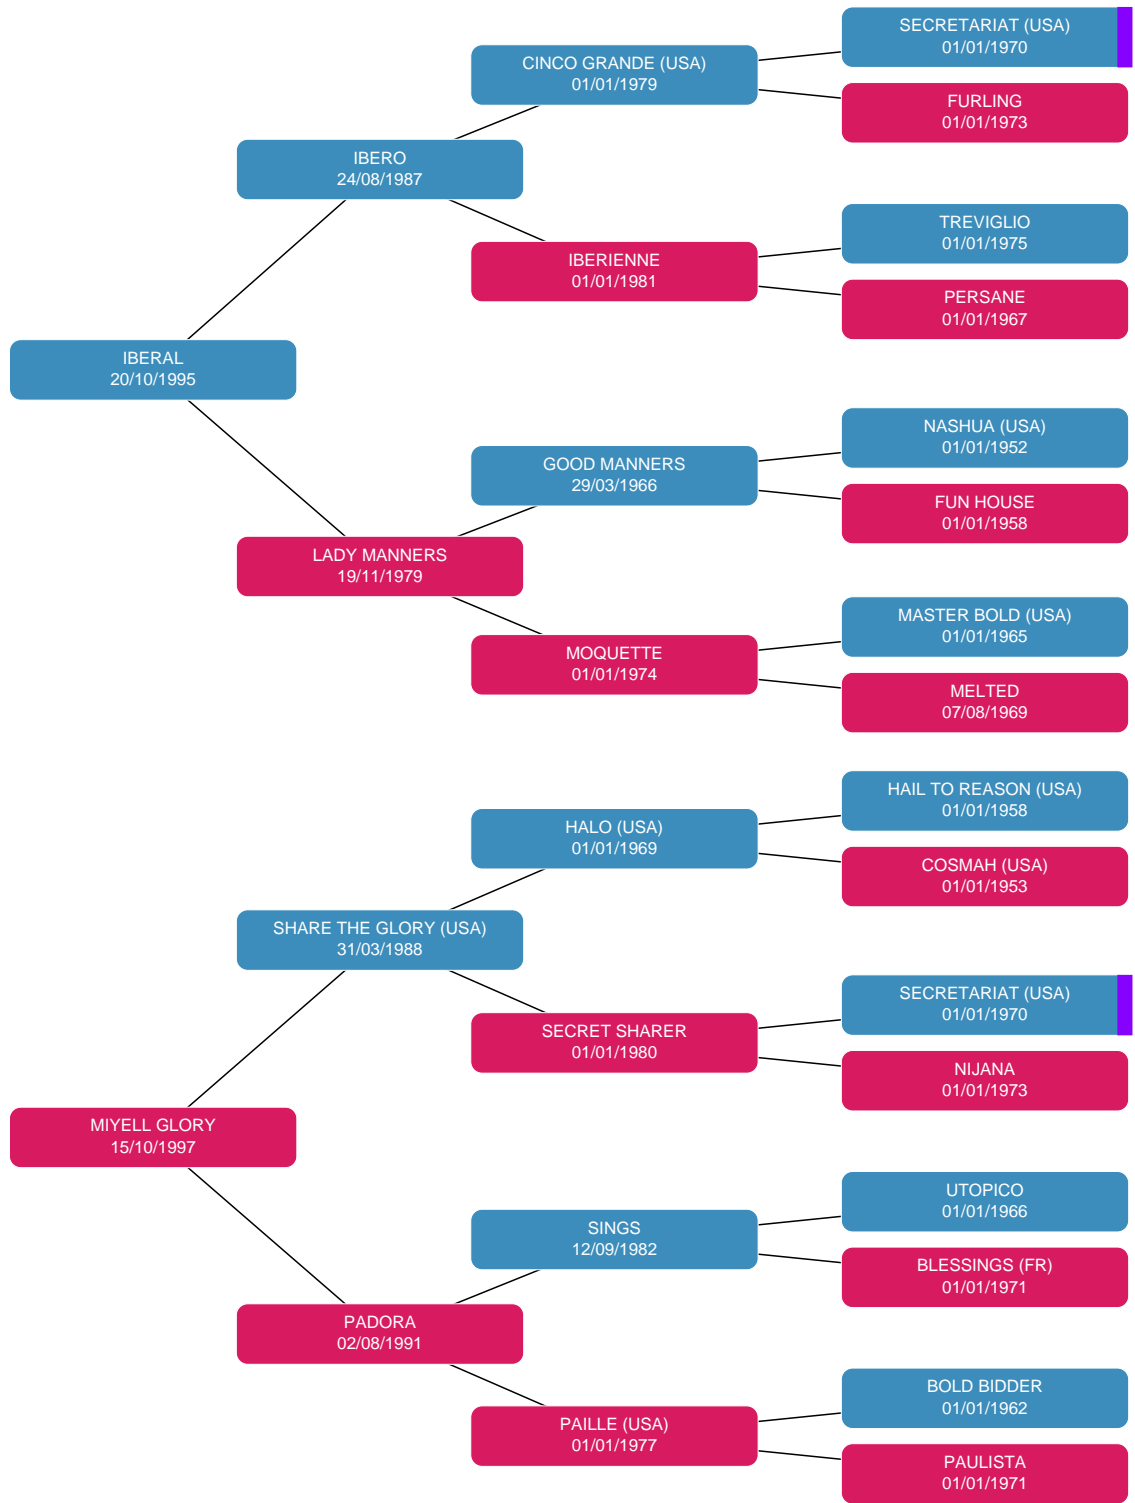 SECRETARIAT (USA)
01/01/1970
CINCO GRANDE (USA)
01/01/1979
FURLING
01/01/1973
IBERO
24/08/1987
TREVIGLIO
01/01/1975
IBERIENNE
01/01/1981
PERSANE
01/01/1967
IBERAL
20/10/1995
NASHUA (USA)
01/01/1952
GOOD MANNERS
29/03/1966
FUN HOUSE
01/01/1958
LADY MANNERS
19/11/1979
MASTER BOLD (USA)
01/01/1965
MOQUETTE
01/01/1974
MELTED
07/08/1969
HAIL TO REASON (USA)
01/01/1958
HALO (USA)
01/01/1969
COSMAH (USA)
01/01/1953
SHARE THE GLORY (USA)
31/03/1988
SECRETARIAT (USA)
01/01/1970
SECRET SHARER
01/01/1980
NIJANA
01/01/1973
MIYELL GLORY
15/10/1997
UTOPICO
01/01/1966
SINGS
12/09/1982
BLESSINGS (FR)
01/01/1971
PADORA
02/08/1991
BOLD BIDDER
01/01/1962
PAILLE (USA)
01/01/1977
PAULISTA
01/01/1971